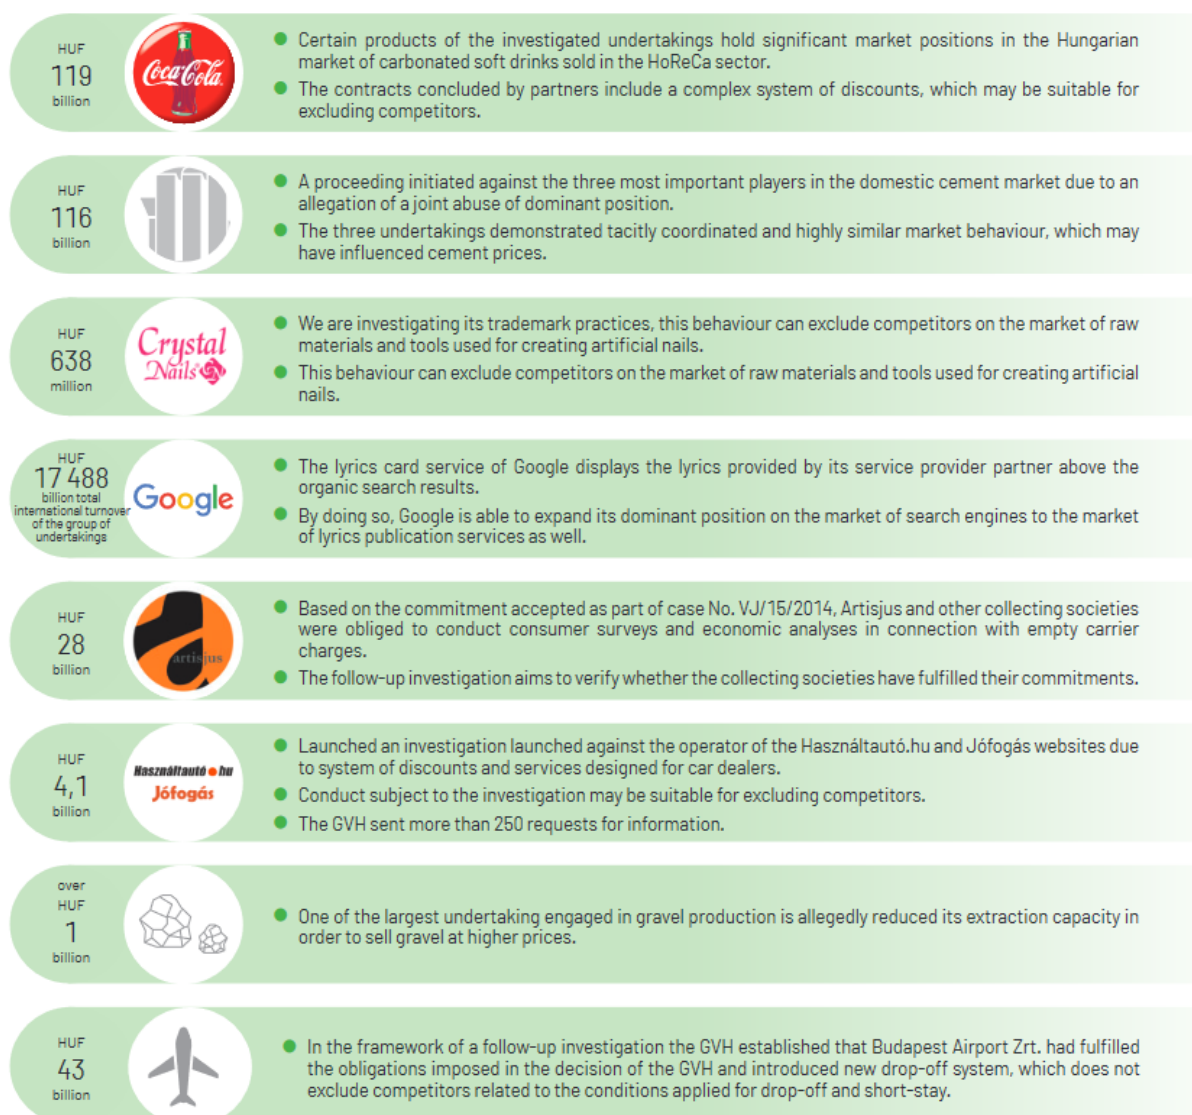 HUF
119
billion
Coca-Cola
Certain products of the investigated undertakings hold significant market positions in the Hungarian
market of carbonated soft drinks sold in the HoReCa sector.
The contracts concluded by partners include a complex system of discounts, which may be suitable for
excluding competitors.
HUF
116
billion
A proceeding initiated against the three most important players in the domestic cement market due to an
allegation of a joint abuse of dominant position.
The three undertakings demonstrated tacitly coordinated and highly similar market behaviour, which may
have influenced cement prices.
HUF
638
million
Crystal
Nails
We are investigating its trademark practices, this behaviour can exclude competitors on the market of raw
materials and tools used for creating artificial nails.
This behaviour can exclude competitors on the market of raw materials and tools used for creating artificial
nails.
HUF
17 488
billion total
international turnover
of the group of
undertakings
Google
The lyrics card service of Google displays the lyrics provided by its service provider partner above the
organic search results.
By doing so, Google is able to expand its dominant position on the market of search engines to the market
of lyrics publication services as well.
HUF
28
billion
artisjus
Based on the commitment accepted as part of case No. VJ/15/2014, Artisjus and other collecting societies
were obliged to conduct consumer surveys and economic analyses in connection with empty carrier
charges.
The follow-up investigation aims to verify whether the collecting societies have fulfilled their commitments.
HUF
4,1
billion
Használtautó.hu
Jófogás
Launched an investigation launched against the operator of the Használtautó.hu and Jófogás websites due
to system of discounts and services designed for car dealers.
Conduct subject to the investigation may be suitable for excluding competitors.
The GVH sent more than 250 requests for information.
over
HUF
1
billion
One of the largest undertaking engaged in gravel production is allegedly reduced its extraction capacity in
order to sell gravel at higher prices.
HUF
43
billion
In the framework of a follow-up investigation the GVH established that Budapest Airport Zrt. had fulfilled
the obligations imposed in the decision of the GVH and introduced new drop-off system, which does not
exclude competitors related to the conditions applied for drop-off and short-stay.